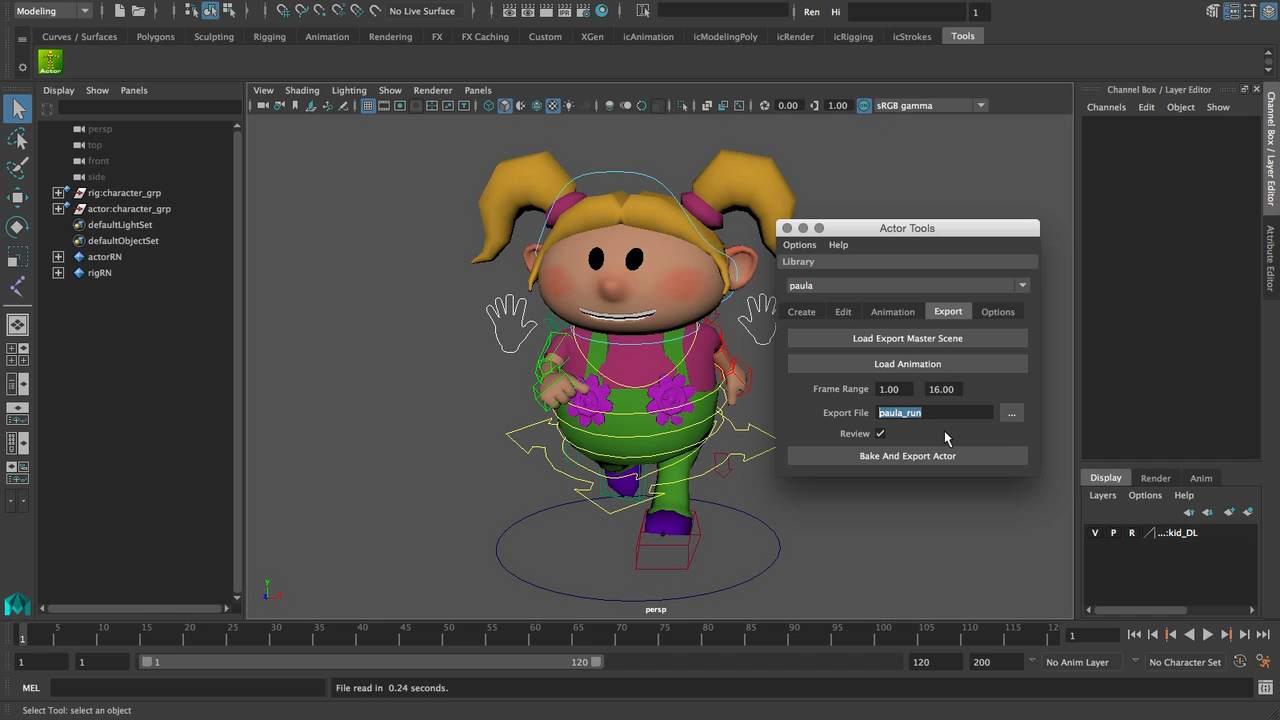 Modeling
No Live Surface
Ren
Hi
1
Curves / Surfaces
Polygons
Sculpting
Rigging
Animation
Rendering
FX
FX Caching
Custom
XGen
icAnimation
icModelingPoly
icRender
icRigging
icStrokes
Tools
Actor
Display
Show
Panels
persp
top
front
side
rig:character_grp
actor:character_grp
defaultLightSet
defaultObjectSet
actorRN
rigRN
View
Shading
Lighting
Show
Renderer
Panels
0.00
1.00
sRGB gamma
persp
Actor Tools
Options
Help
Library
paula
Create
Edit
Animation
Export
Options
Load Export Master Scene
Load Animation
Frame Range
1.00
16.00
Export File
paula_run
...
Review
Bake And Export Actor
Channel Box / Layer Editor
Channels
Edit
Object
Show
Channel Box / Layer Editor
Attribute Editor
Display
Render
Anim
Layers
Options
Help
V
P
R
...:kid_DL
1
5
10
15
20
25
30
35
40
45
50
55
60
65
70
75
80
85
90
95
100
105
110
115
1
1
1
1
120
120
200
No Anim Layer
No Character Set
MEL
File read in 0.24 seconds.
Select Tool: select an object